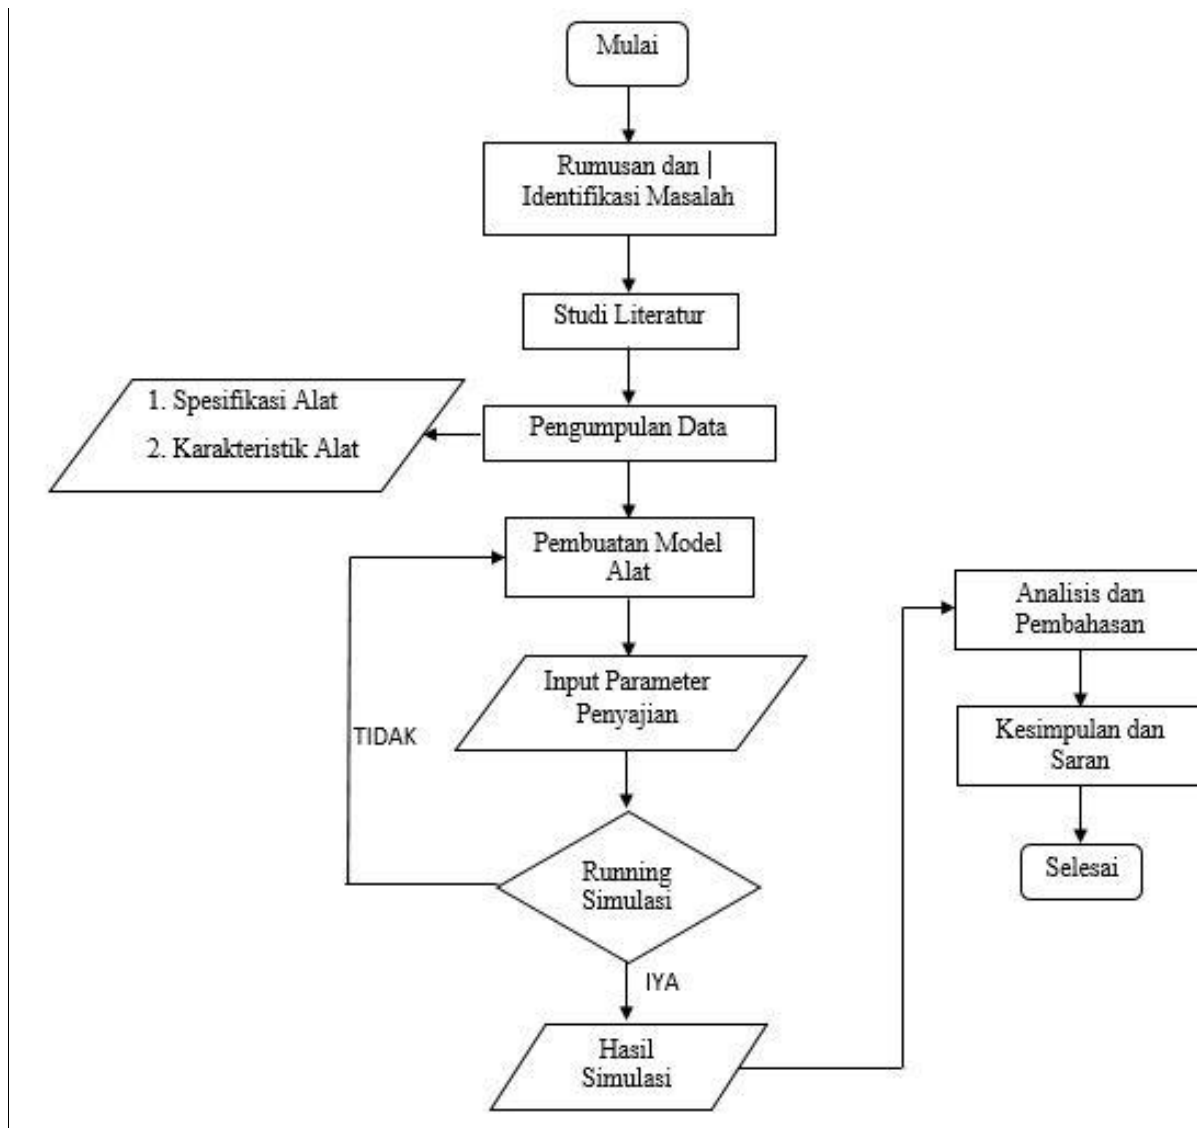 Mulai
Rumusan dan
Identifikasi Masalah
Studi Literatur
Pengumpulan Data
1. Spesifikasi Alat
2. Karakteristik Alat
Pembuatan Model
Alat
Input Parameter
Penyajian
TIDAK
Running
Simulasi
IYA
Hasil
Simulasi
Analisis dan
Pembahasan
Kesimpulan dan
Saran
Selesai